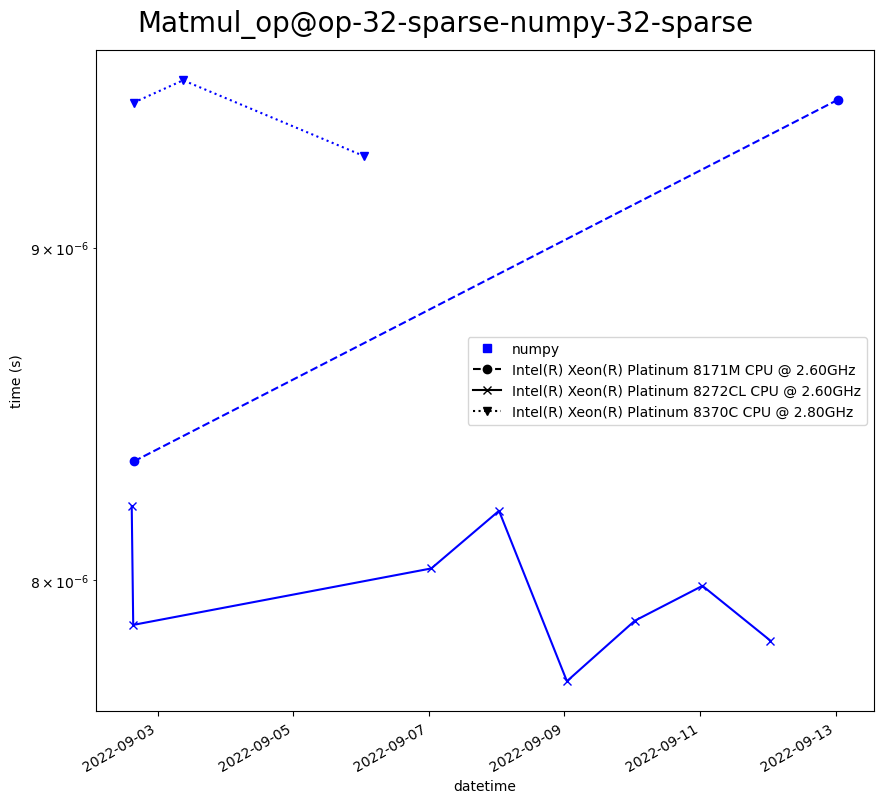 Matmul_op@op-32-sparse-numpy-32-sparse
9 × 10⁻⁶
time (s)
numpy
Intel(R) Xeon(R) Platinum 8171M CPU @ 2.60GHz
Intel(R) Xeon(R) Platinum 8272CL CPU @ 2.60GHz
Intel(R) Xeon(R) Platinum 8370C CPU @ 2.80GHz
8 × 10⁻⁶
2022-09-03
2022-09-05
2022-09-07
2022-09-09
2022-09-11
2022-09-13
datetime